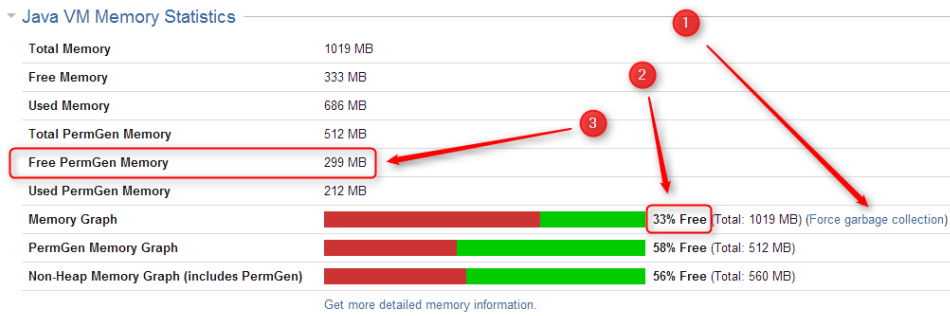 Java VM Memory Statistics
1
Total Memory 1019 MB
Free Memory 333 MB
2
Used Memory 686 MB
3
Total PermGen Memory 512 MB
Free PermGen Memory 299 MB
Used PermGen Memory 212 MB
Memory Graph 33% Free (Total: 1019 MB) (Force garbage collection)
PermGen Memory Graph 58% Free (Total: 512 MB)
Non-Heap Memory Graph (includes PermGen) 56% Free (Total: 560 MB)
Get more detailed memory information.